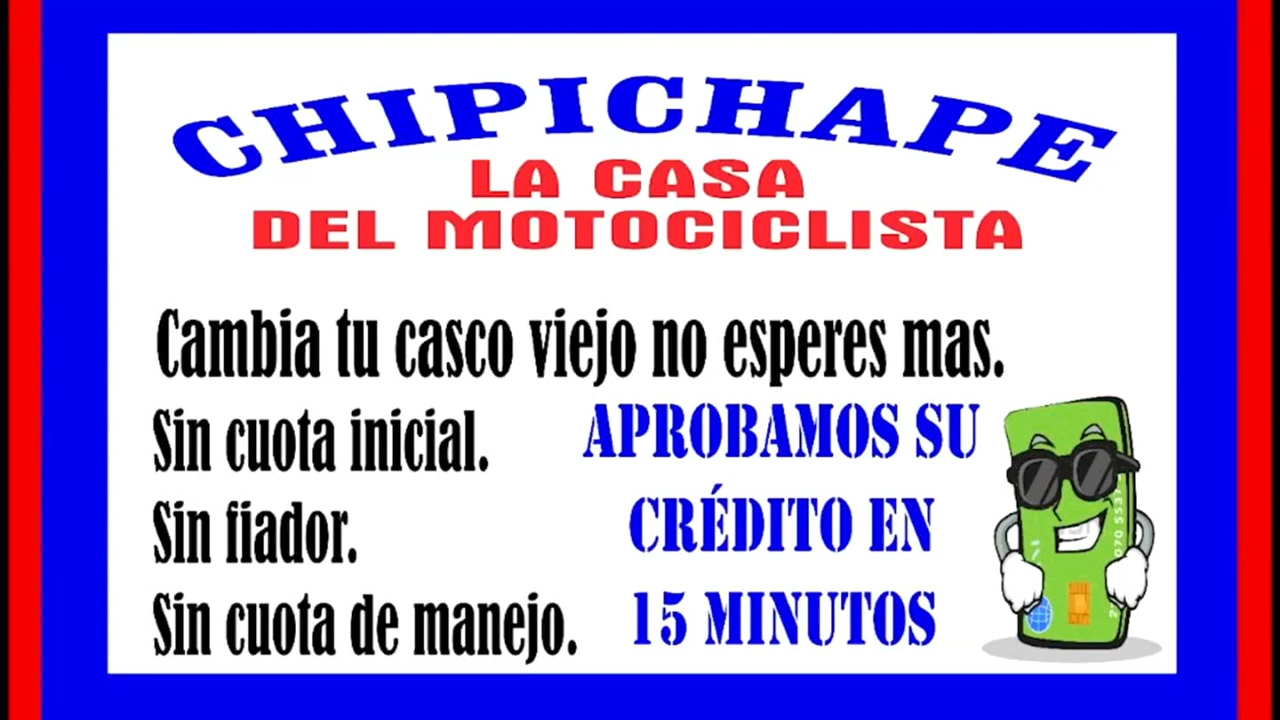 CHIPICHAPE
LA CASA
DEL MOTOCICLISTA
Cambia tu casco viejo no esperes mas.
Sin cuota inicial.
Sin fiador.
Sin cuota de manejo.
APROBAMOS SU
CRÉDITO EN
15 MINUTOS